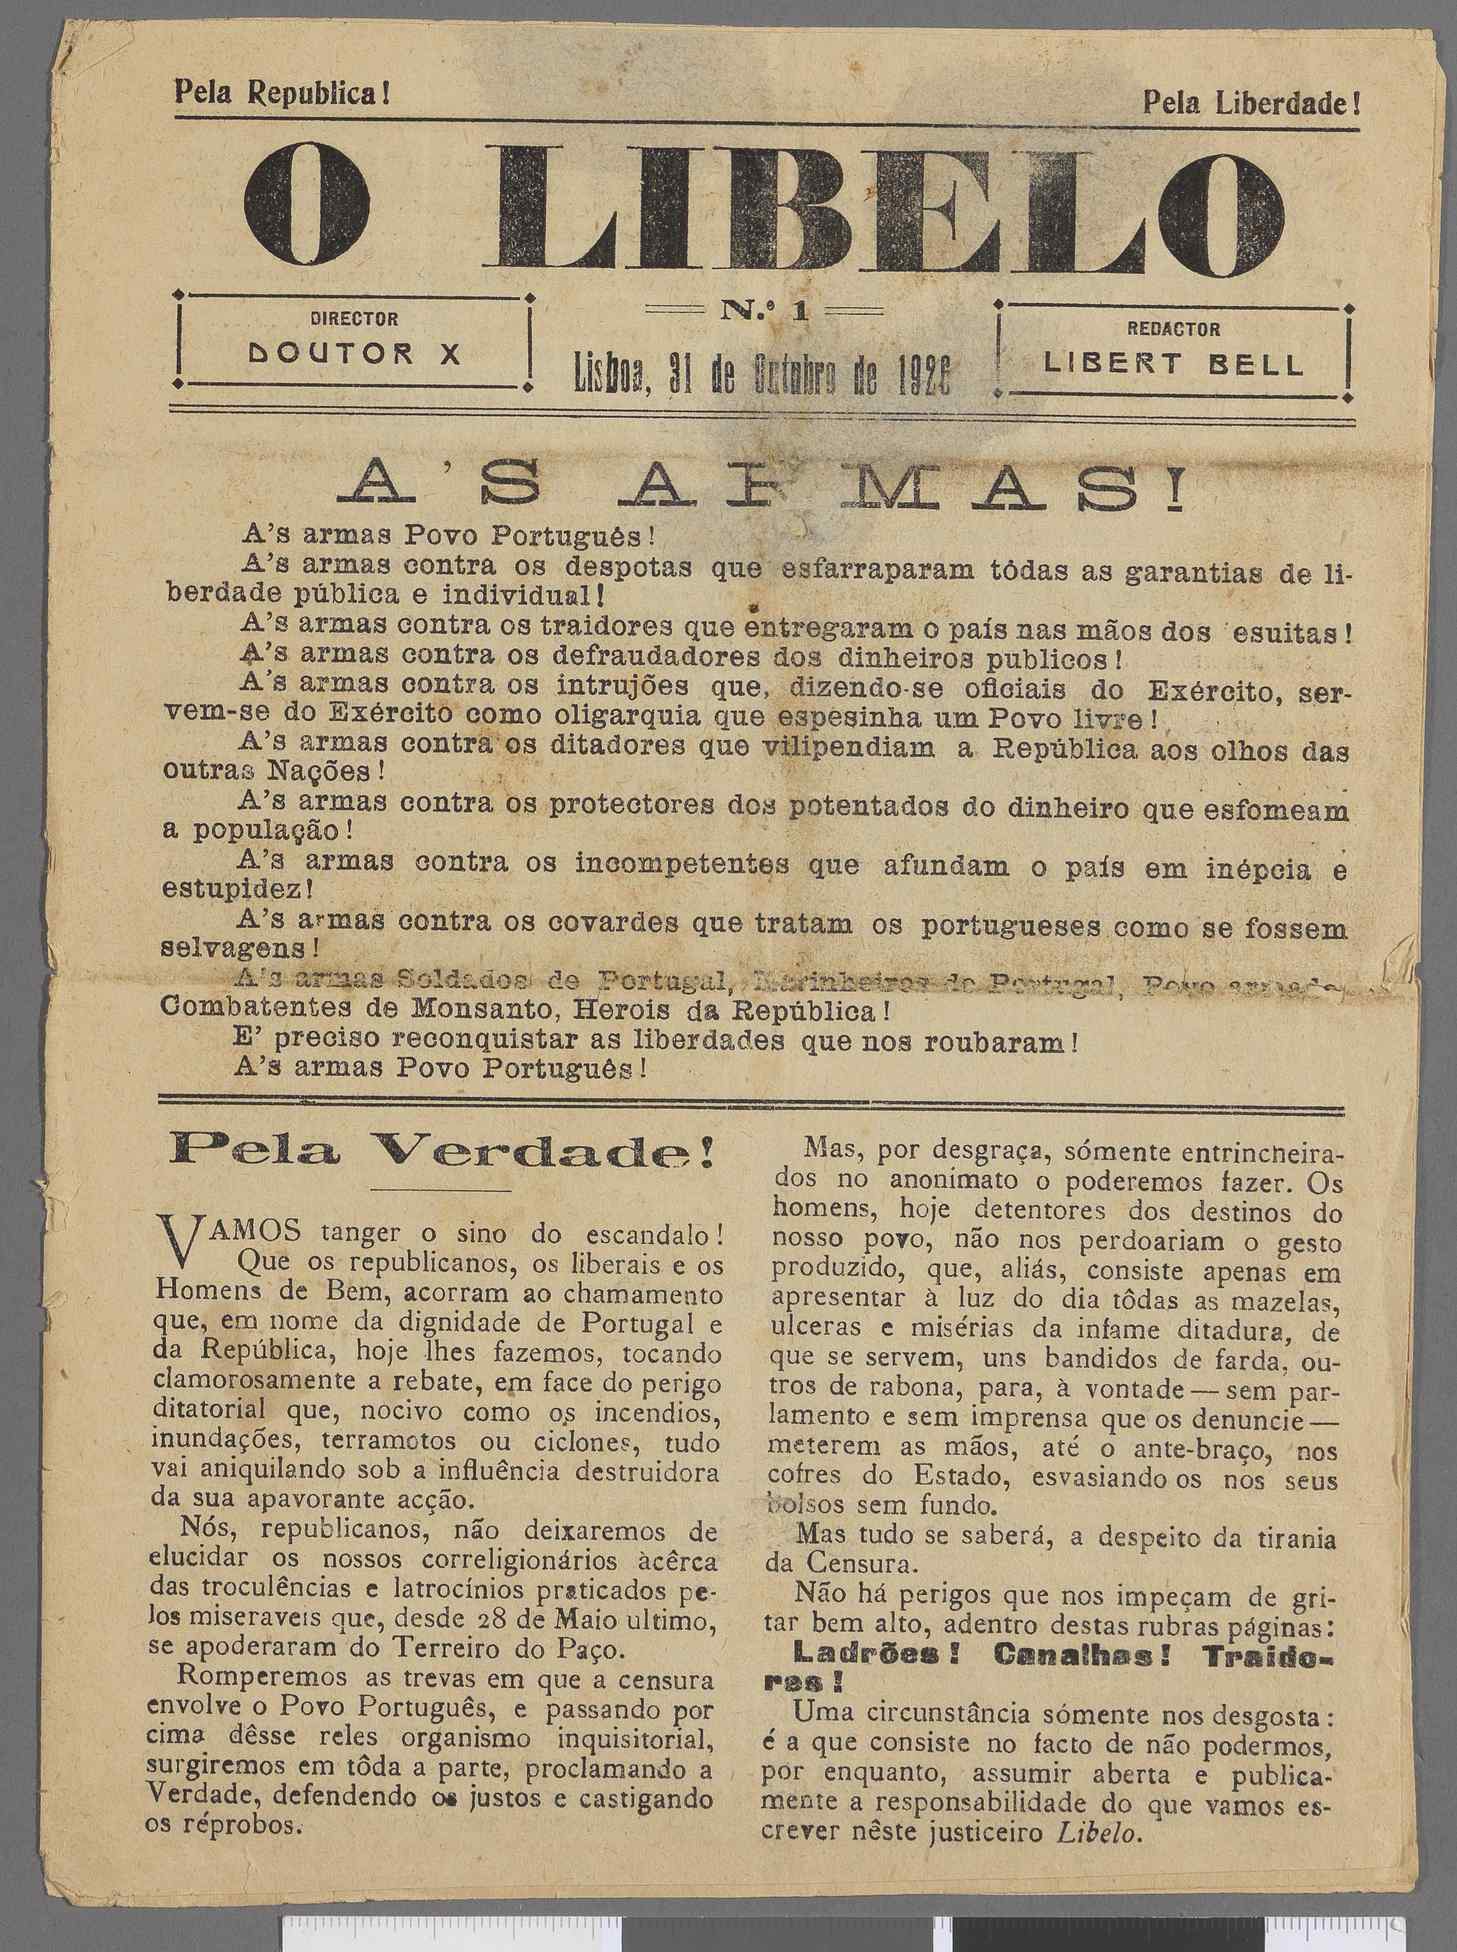 Pela Republica!
Pela Liberdade!
O LIBELO
DIRECTOR
DOUTOR X
N.º 1
Lisboa, 31 de Outubro de 1926
REDACTOR
LIBERT BELL
A'S ARMAS!
A's armas Povo Português!
A's armas contra os despotas que esfarraparam tôdas as garantias de li-
berdade pública e individual!
A's armas contra os traidores que entregaram o país nas mãos dos esuitas!
A's armas contra os defraudadores dos dinheiros publicos!
A's armas contra os intrujões que, dizendo-se oficiais do Exército, ser-
vem-se do Exército como oligarquia que espesinha um Povo livre!
A's armas contra os ditadores que vilipendiam a República aos olhos das
outras Nações!
A's armas contra os protectores dos potentados do dinheiro que esfomeam
a população!
A's armas contra os incompetentes que afundam o país em inépcia e
estupidez!
A's armas contra os covardes que tratam os portugueses como se fossem
selvagens!
A's armas Soldados de Portugal, Marinheiros de Portugal, Povo armado,
Combatentes de Monsanto, Herois da República!
E' preciso reconquistar as liberdades que nos roubaram!
A's armas Povo Português!
Pela Verdade!
VAMOS tanger o sino do escandalo!
Que os republicanos, os liberais e os
Homens de Bem, acorram ao chamamento
que, em nome da dignidade de Portugal e
da República, hoje lhes fazemos, tocando
clamorosamente a rebate, em face do perigo
ditatorial que, nocivo como os incendios,
inundações, terramotos ou ciclones, tudo
vai aniquilando sob a influência destruidora
da sua apavorante acção.
Nós, republicanos, não deixaremos de
elucidar os nossos correligionários àcêrca
das troculências e latrocínios praticados pe-
los miseraveis que, desde 28 de Maio ultimo,
se apoderaram do Terreiro do Paço.
Romperemos as trevas em que a censura
envolve o Povo Português, e passando por
cima dêsse reles organismo inquisitorial,
surgiremos em tôda a parte, proclamando a
Verdade, defendendo os justos e castigando
os réprobos.
Mas, por desgraça, sómente entrincheira-
dos no anonimato o poderemos fazer. Os
homens, hoje detentores dos destinos do
nosso povo, não nos perdoariam o gesto
produzido, que, aliás, consiste apenas em
apresentar à luz do dia tôdas as mazelas,
ulceras e misérias da infame ditadura, de
que se servem, uns bandidos de farda, ou-
tros de rabona, para, à vontade—sem par-
lamento e sem imprensa que os denuncie—
meterem as mãos, até o ante-braço, nos
cofres do Estado, esvasiando os nos seus
bolsos sem fundo.
Mas tudo se saberá, a despeito da tirania
da Censura.
Não há perigos que nos impeçam de gri-
tar bem alto, adentro destas rubras páginas:
Ladrões! Canalhas! Traido-
res!
Uma circunstância sómente nos desgosta:
é a que consiste no facto de não podermos,
por enquanto, assumir aberta e publica-
mente a responsabilidade do que vamos es-
crever nêste justiceiro Libelo.